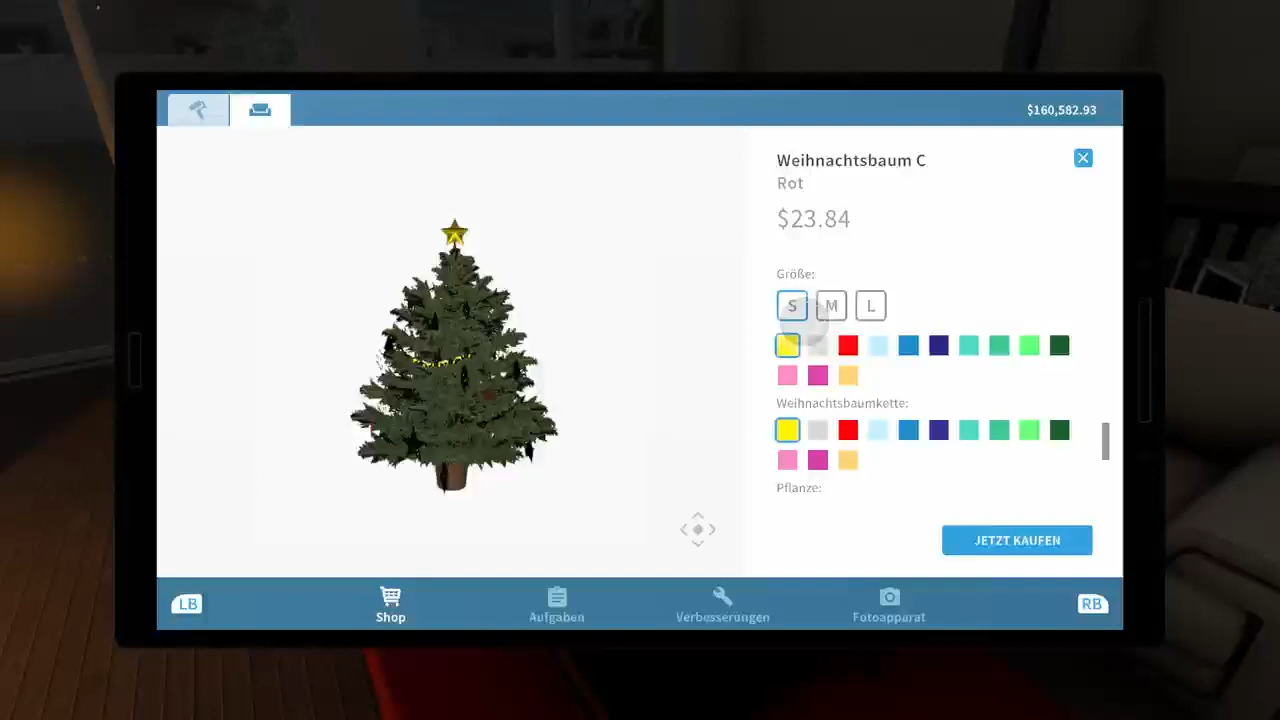 $160,582.93
Weihnachtsbaum C
Rot
$23.84
Größe:
S M L
Weihnachtsbaumkette:
Pflanze:
JETZT KAUFEN
LB
Shop
Aufgaben
Verbesserungen
Fotoapparat
RB